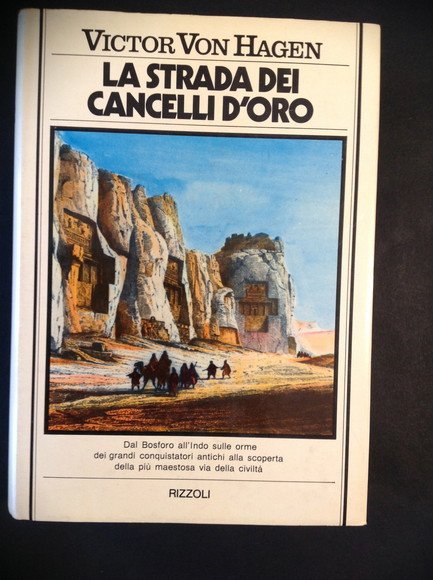 VICTOR VON HAGEN
LA STRADA DEI
CANCELLI D'ORO
Dal Bosforo all'Indo sulle orme
dei grandi conquistatori antichi alla scoperta
della più maestosa via della civiltá
RIZZOLI